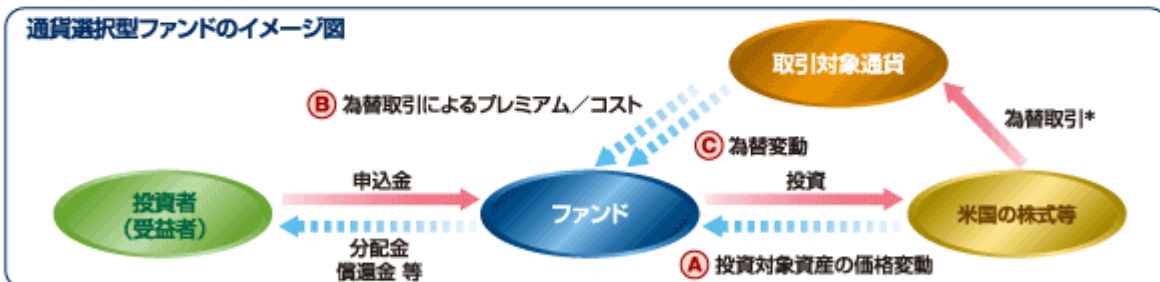 通貨選択型ファンドのイメージ図
取引対象通貨
Ⓑ 為替取引によるプレミアム／コスト
為替取引*
Ⓒ 為替変動
申込金
投資
投資者
（受益者）
ファンド
米国の株式等
分配金
償還金 等
Ⓐ 投資対象資産の価格変動